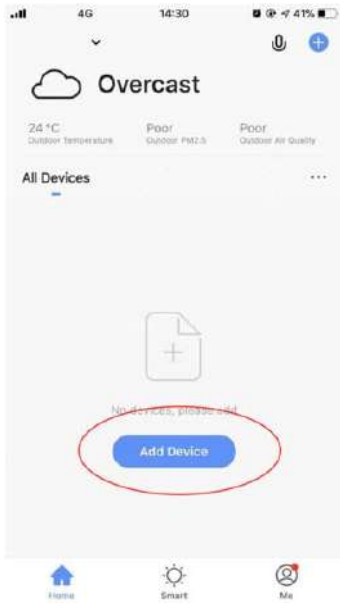 4G 14:30 41%
Overcast
24 °C Poor Poor
Outdoor Temperature Outdoor PM2.5 Outdoor Air Quality
All Devices
No devices, please add
Add Device
Home Smart Me